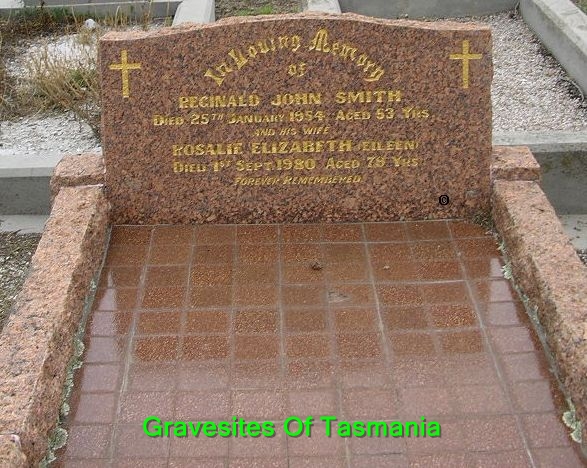 In Loving Memory
of
REGINALD JOHN SMITH
DIED 25TH JANUARY 1954 AGED 53 YRS
AND HIS WIFE
ROSALIE ELIZABETH (EILEEN)
DIED 1ST SEPT. 1980 AGED 79 YRS
FOREVER REMEMBERED
Gravesites Of Tasmania